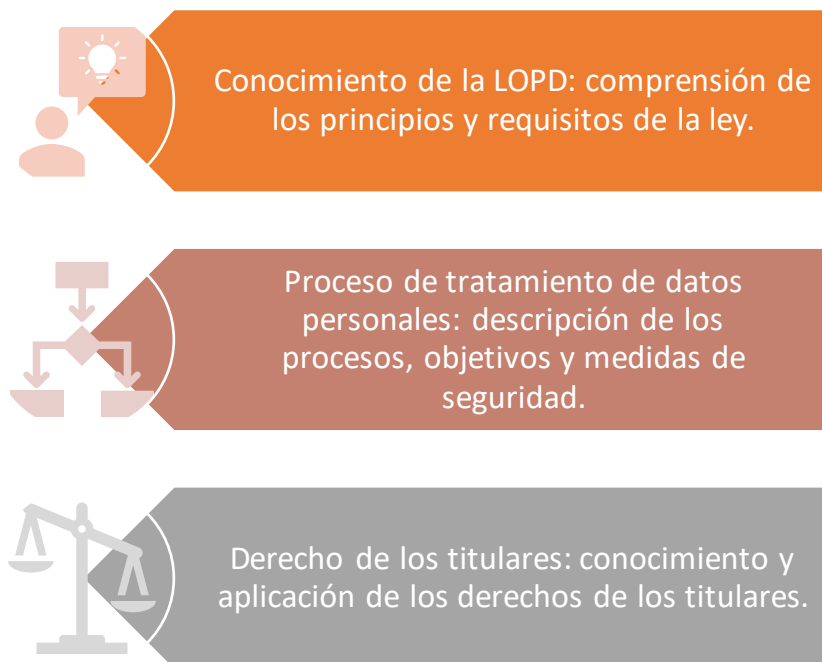 Conocimiento de la LOPD: comprensión de
los principios y requisitos de la ley.
Proceso de tratamiento de datos
personales: descripción de los
procesos, objetivos y medidas de
seguridad.
Derecho de los titulares: conocimiento y
aplicación de los derechos de los titulares.